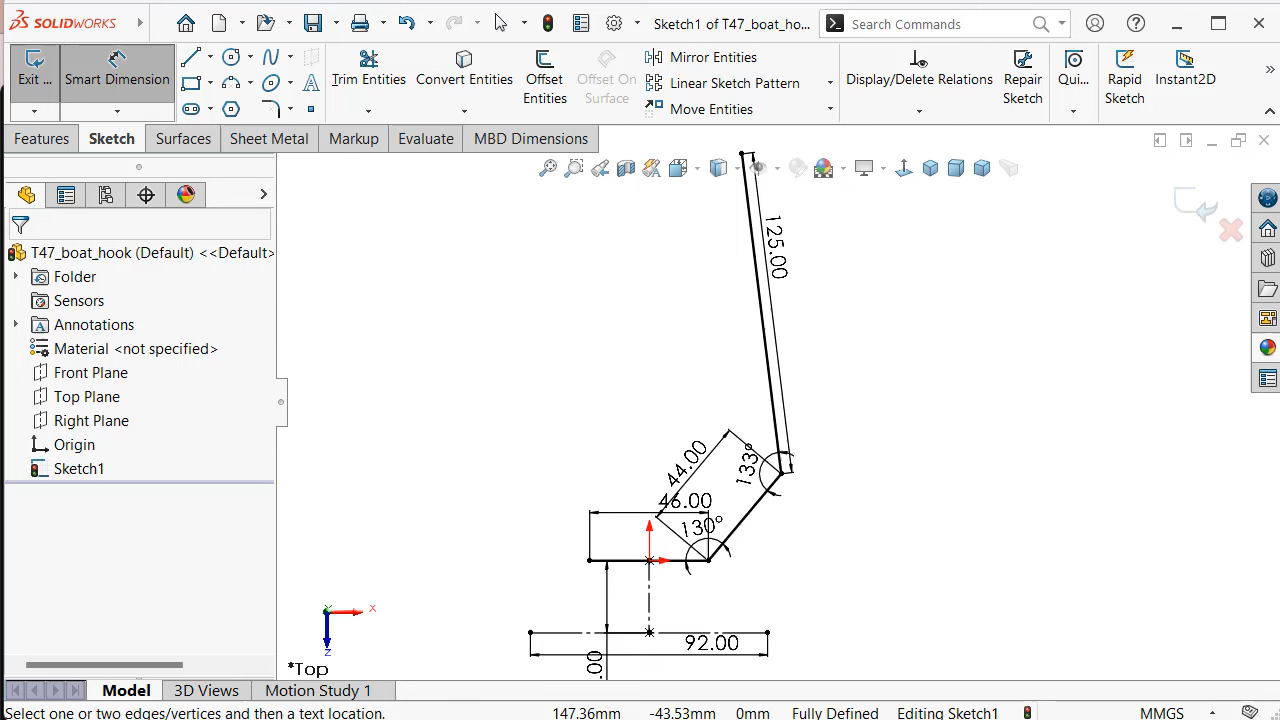 SOLIDWORKS
Sketch1 of T47_boat_ho...
Search Commands
Exit ...
Smart Dimension
Trim Entities
Convert Entities
Offset Entities
Offset On Surface
Mirror Entities
Linear Sketch Pattern
Move Entities
Display/Delete Relations
Repair Sketch
Qui...
Rapid Sketch
Instant2D
Features
Sketch
Surfaces
Sheet Metal
Markup
Evaluate
MBD Dimensions
T47_boat_hook (Default) <<Default>
Folder
Sensors
Annotations
Material <not specified>
Front Plane
Top Plane
Right Plane
Origin
Sketch1
125.00
133°
44.00
46.00
130°
92.00
.00
X
Y
Z
*Top
Model
3D Views
Motion Study 1
Select one or two edges/vertices and then a text location.
147.36mm
-43.53mm
0mm
Fully Defined
Editing Sketch1
MMGS